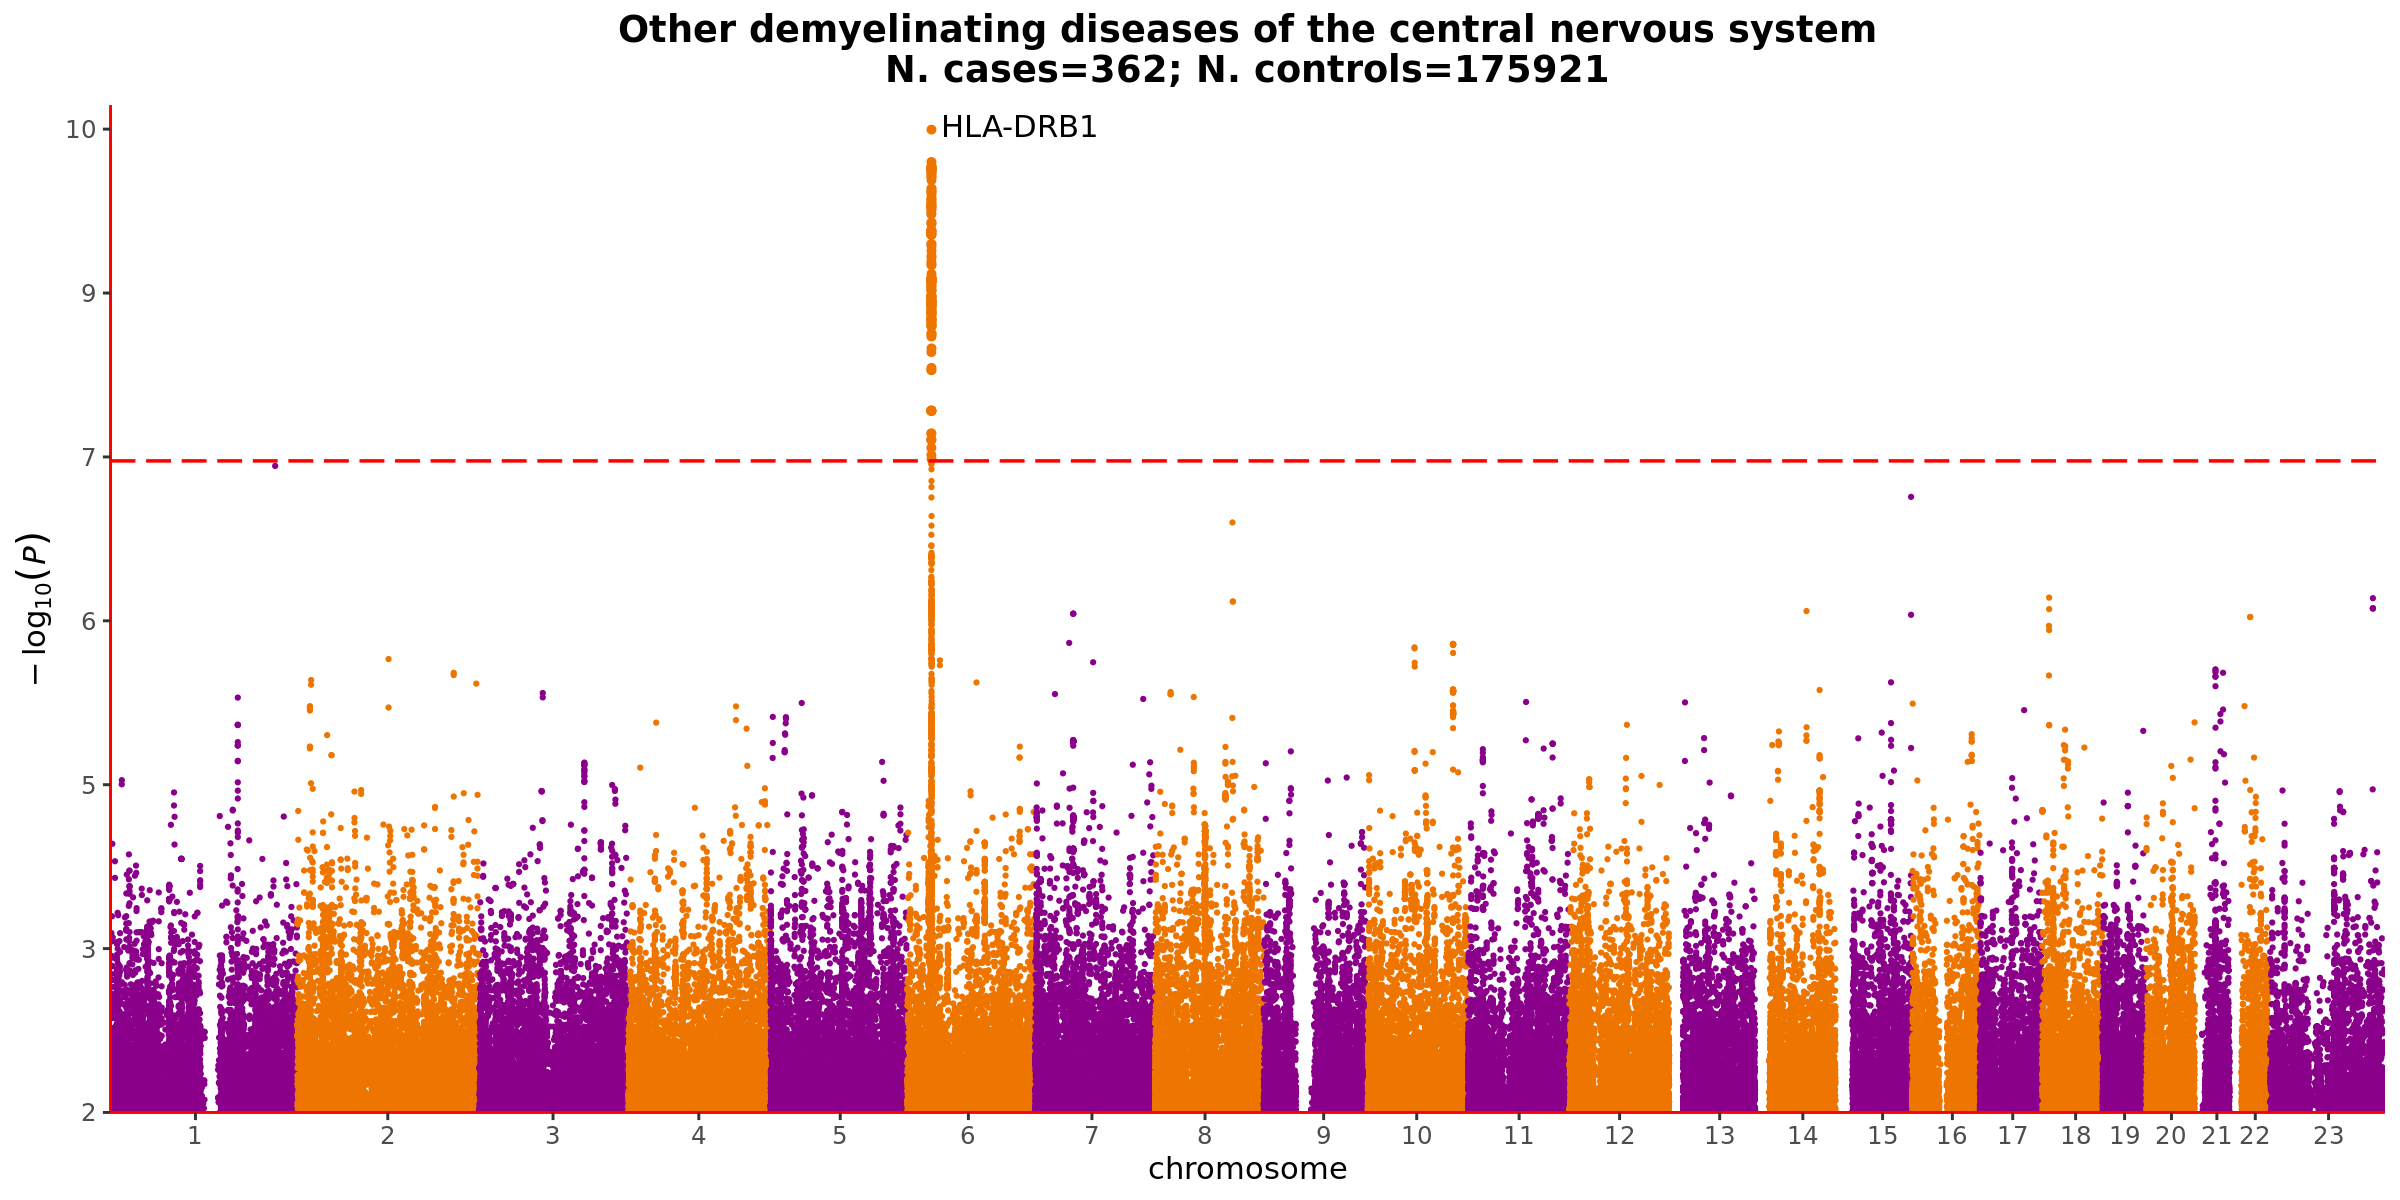 Other demyelinating diseases of the central nervous system
N. cases=362; N. controls=175921
10
HLA-DRB1
9
7
6
5
3
2
−log10(P)
1 2 3 4 5 6 7 8 9 10 11 12 13 14 15 16 17 18 19 20 21 22 23
chromosome